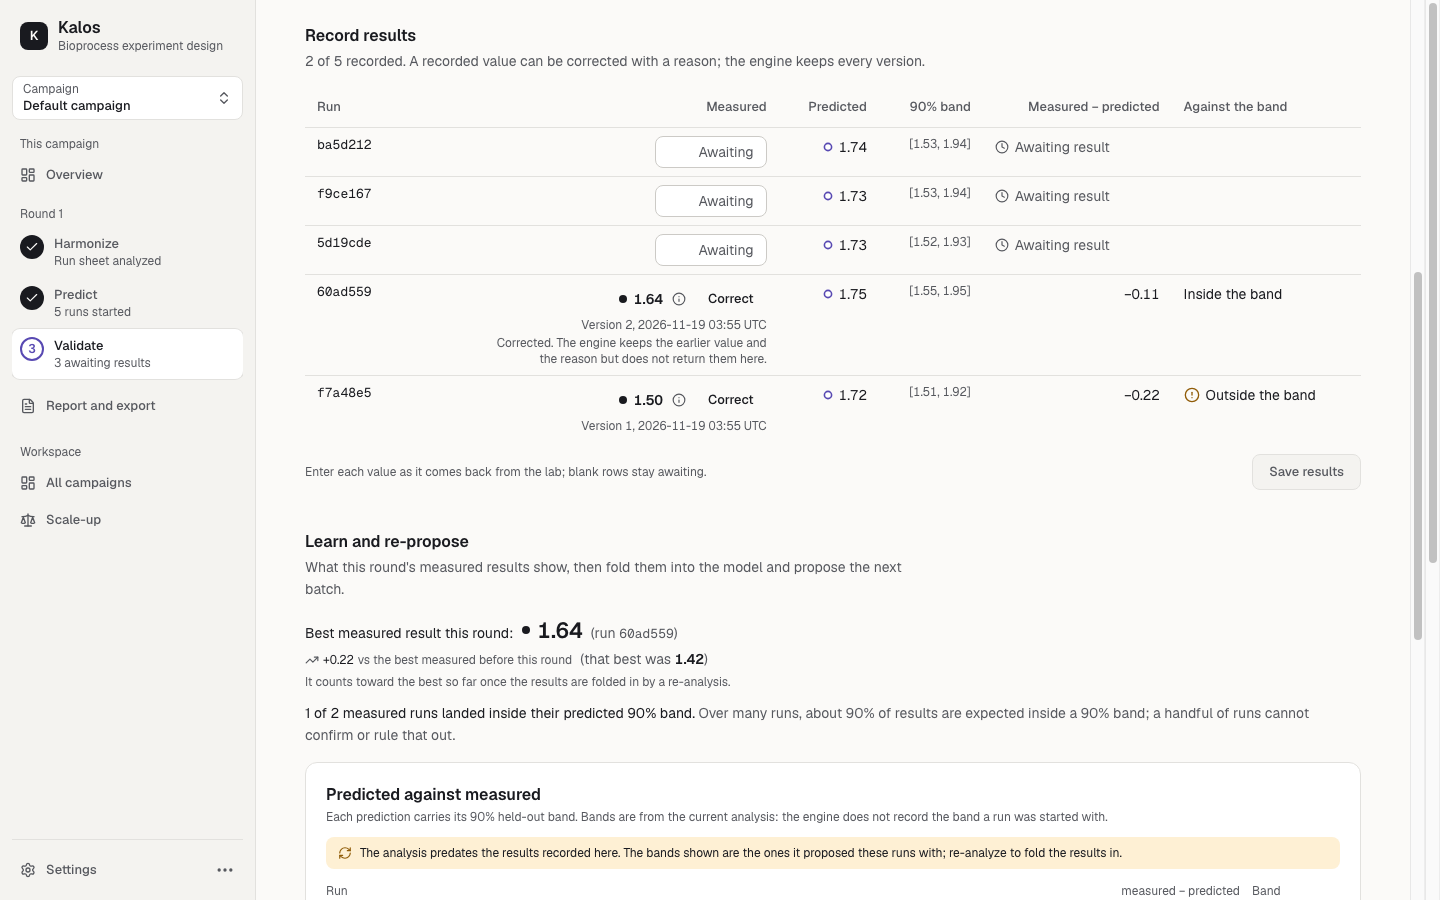 K
Kalos
Bioprocess experiment design
Campaign
Default campaign
This campaign
Overview
Round 1
Harmonize
Run sheet analyzed
Predict
5 runs started
3
Validate
3 awaiting results
Report and export
Workspace
All campaigns
Scale-up
Settings
Record results
2 of 5 recorded. A recorded value can be corrected with a reason; the engine keeps every version.
Run Measured Predicted 90% band Measured – predicted Against the band
ba5d212 Awaiting 1.74 [1.53, 1.94] Awaiting result
f9ce167 Awaiting 1.73 [1.53, 1.94] Awaiting result
5d19cde Awaiting 1.73 [1.52, 1.93] Awaiting result
60ad559 1.64 Correct 1.75 [1.55, 1.95] −0.11 Inside the band
Version 2, 2026-11-19 03:55 UTC
Corrected. The engine keeps the earlier value and
the reason but does not return them here.
f7a48e5 1.50 Correct 1.72 [1.51, 1.92] −0.22 Outside the band
Version 1, 2026-11-19 03:55 UTC
Enter each value as it comes back from the lab; blank rows stay awaiting.
Save results
Learn and re-propose
What this round's measured results show, then fold them into the model and propose the next
batch.
Best measured result this round: 1.64 (run 60ad559)
+0.22 vs the best measured before this round (that best was 1.42)
It counts toward the best so far once the results are folded in by a re-analysis.
1 of 2 measured runs landed inside their predicted 90% band. Over many runs, about 90% of results are expected inside a 90% band; a handful of runs cannot
confirm or rule that out.
Predicted against measured
Each prediction carries its 90% held-out band. Bands are from the current analysis: the engine does not record the band a run was started with.
The analysis predates the results recorded here. The bands shown are the ones it proposed these runs with; re-analyze to fold the results in.
Run measured – predicted Band